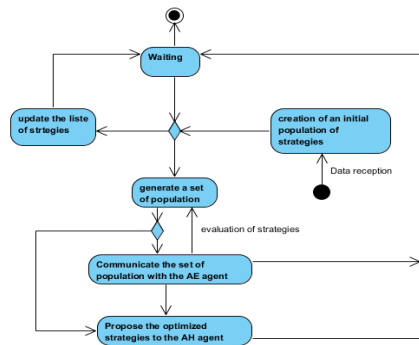 Waiting
update the liste
of strtegies
creation of an initial
population of
strategies
Data reception
generate a set
of population
evaluation of strategies
Communicate the set of
population with the AE agent
Propose the optimized
strategies to the AH agent